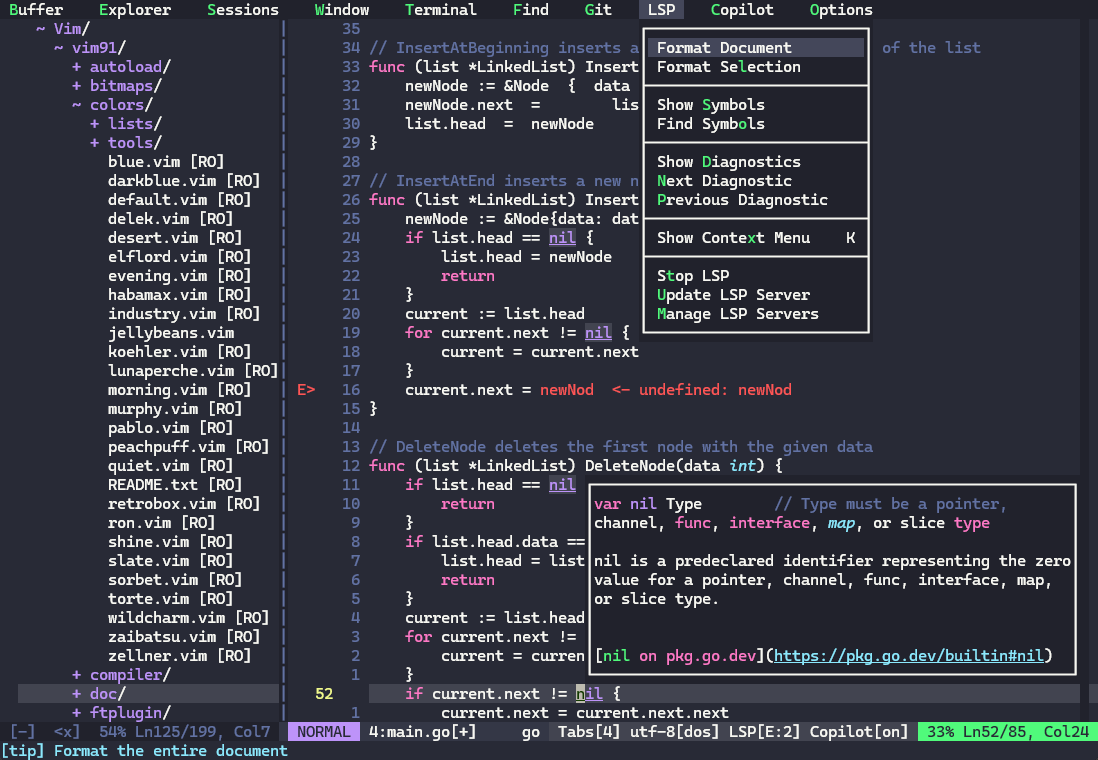 Buffer Explorer Sessions Window Terminal Find Git LSP Copilot Options
~ Vim/
~ vim91/
+ autoload/
+ bitmaps/
~ colors/
+ lists/
+ tools/
blue.vim [RO]
darkblue.vim [RO]
default.vim [RO]
delek.vim [RO]
desert.vim [RO]
elflord.vim [RO]
evening.vim [RO]
habamax.vim [RO]
industry.vim [RO]
jellybeans.vim
koehler.vim [RO]
lunaperche.vim [RO]
morning.vim [RO]
murphy.vim [RO]
pablo.vim [RO]
peachpuff.vim [RO]
quiet.vim [RO]
README.txt [RO]
retrobox.vim [RO]
ron.vim [RO]
shine.vim [RO]
slate.vim [RO]
sorbet.vim [RO]
torte.vim [RO]
wildcharm.vim [RO]
zaibatsu.vim [RO]
zellner.vim [RO]
+ compiler/
+ doc/
+ ftplugin/
35
34 // InsertAtBeginning inserts a of the list
33 func (list *LinkedList) Insert
32 newNode := &Node { data
31 newNode.next = lis
30 list.head = newNode
29 }
28
27 // InsertAtEnd inserts a new n
26 func (list *LinkedList) Insert
25 newNode := &Node{data: dat
24 if list.head == nil {
23 list.head = newNode
22 return
21 }
20 current := list.head
19 for current.next != nil {
18 current = current.next
17 }
E> 16 current.next = newNod <- undefined: newNod
15 }
14
13 // DeleteNode deletes the first node with the given data
12 func (list *LinkedList) DeleteNode(data int) {
11 if list.head == nil
10 return
9 }
8 if list.head.data ==
7 list.head = list
6 return
5 }
4 current := list.head
3 for current.next !=
2 current = curren
1 }
52 if current.next != nil {
1 current.next = current.next.next
Format Document
Format Selection
Show Symbols
Find Symbols
Show Diagnostics
Next Diagnostic
Previous Diagnostic
Show Context Menu K
Stop LSP
Update LSP Server
Manage LSP Servers
var nil Type // Type must be a pointer,
channel, func, interface, map, or slice type
nil is a predeclared identifier representing the zero
value for a pointer, channel, func, interface, map,
or slice type.
[nil on pkg.go.dev](https://pkg.go.dev/builtin#nil)
[-] <x] 54% Ln125/199, Col7 NORMAL 4:main.go[+] go Tabs[4] utf-8[dos] LSP[E:2] Copilot[on] 33% Ln52/85, Col24
[tip] Format the entire document